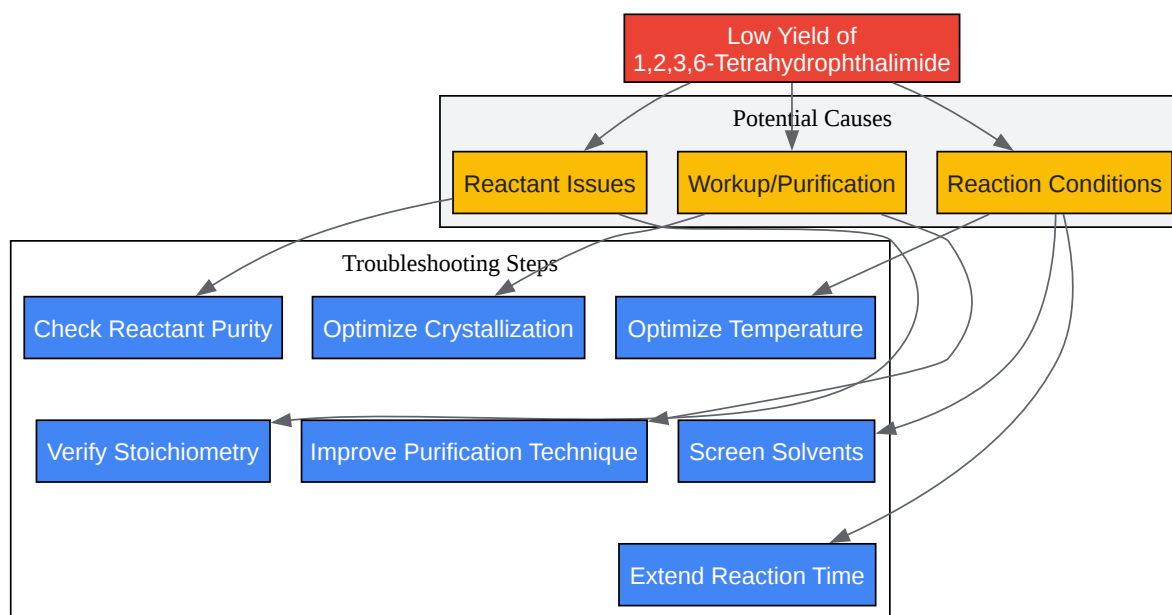 Low Yield of
1,2,3,6-Tetrahydrophthalimide
Potential Causes
Reactant Issues
Workup/Purification
Reaction Conditions
Troubleshooting Steps
Check Reactant Purity
Optimize Crystallization
Optimize Temperature
Verify Stoichiometry
Improve Purification Technique
Screen Solvents
Extend Reaction Time